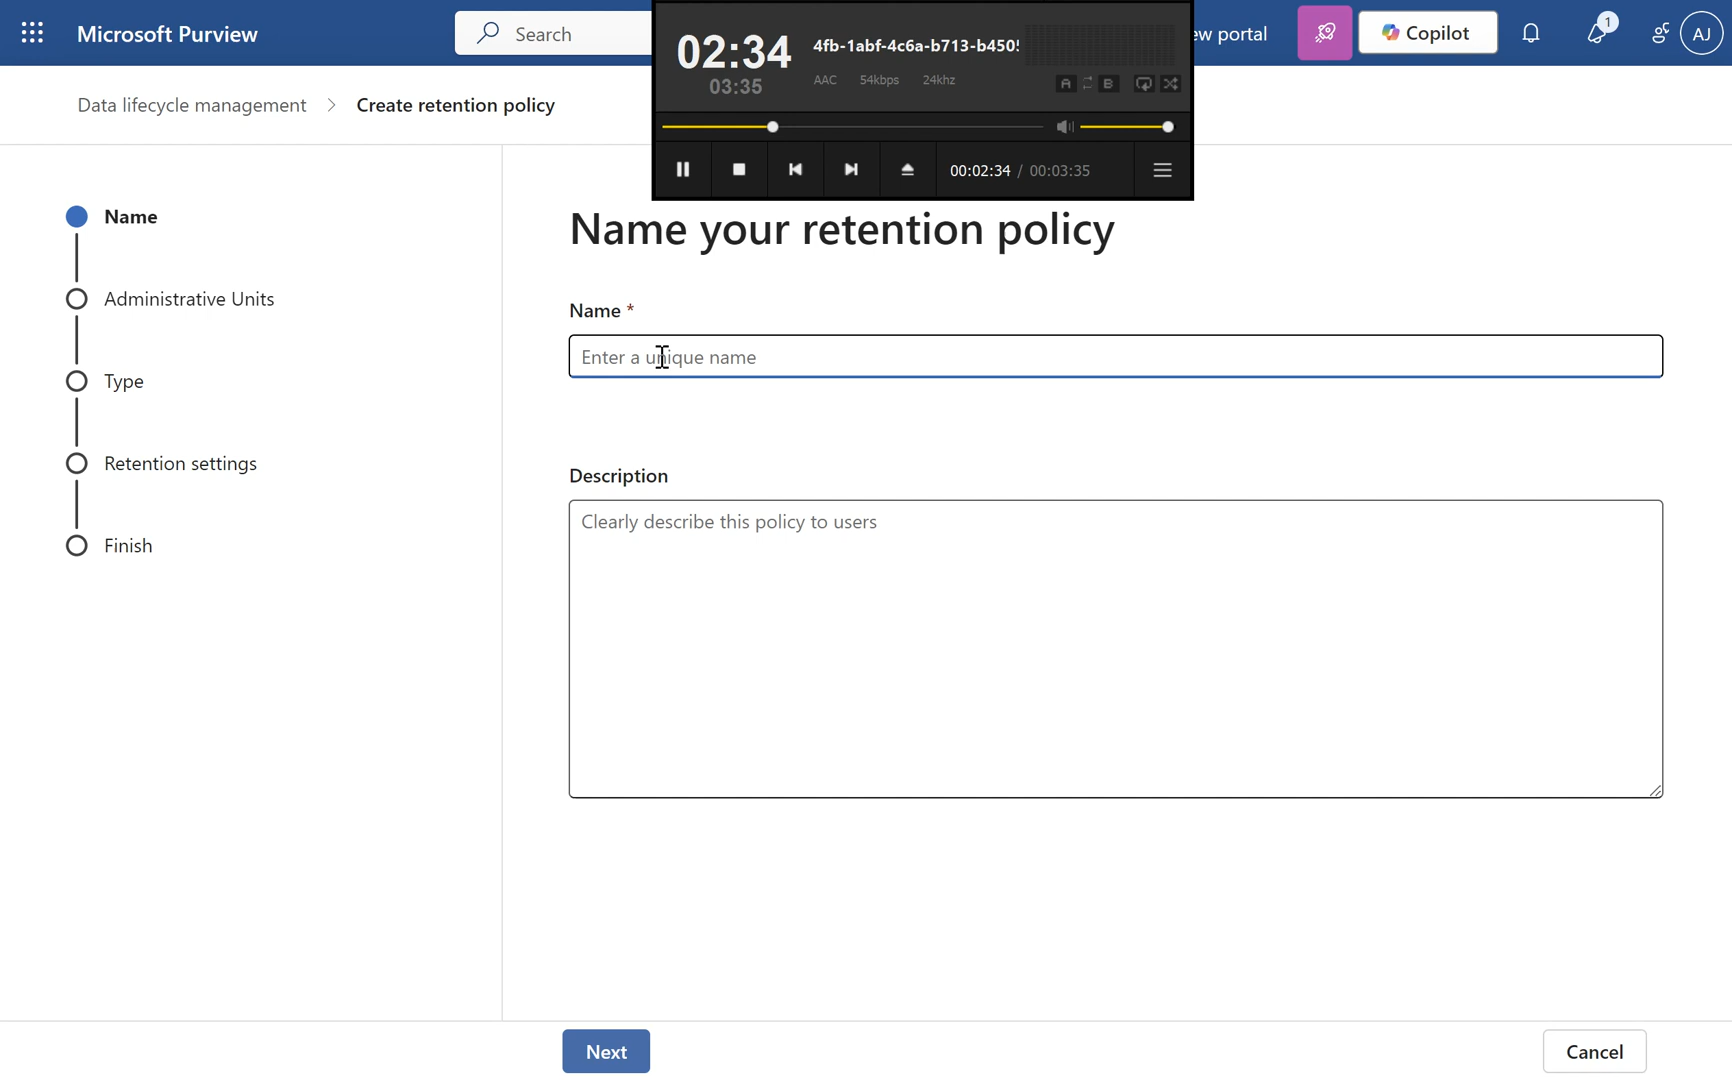 Microsoft Purview
Search
02:34
03:35
4fb-1abf-4c6a-b713-b450
AAC 54kbps 24khz
A B
ew portal
Copilot
1
AJ
00:02:34 / 00:03:35
Data lifecycle management > Create retention policy
Name
Administrative Units
Type
Retention settings
Finish
Name your retention policy
Name *
Enter a unique name
Description
Clearly describe this policy to users
Next
Cancel